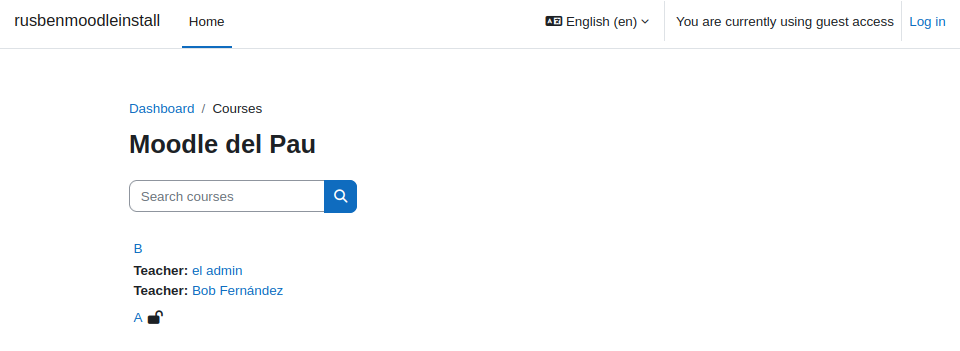 rusbenmoodleinstall Home English (en) You are currently using guest access Log in
Dashboard / Courses
Moodle del Pau
Search courses
B
Teacher: el admin
Teacher: Bob Fernández
A